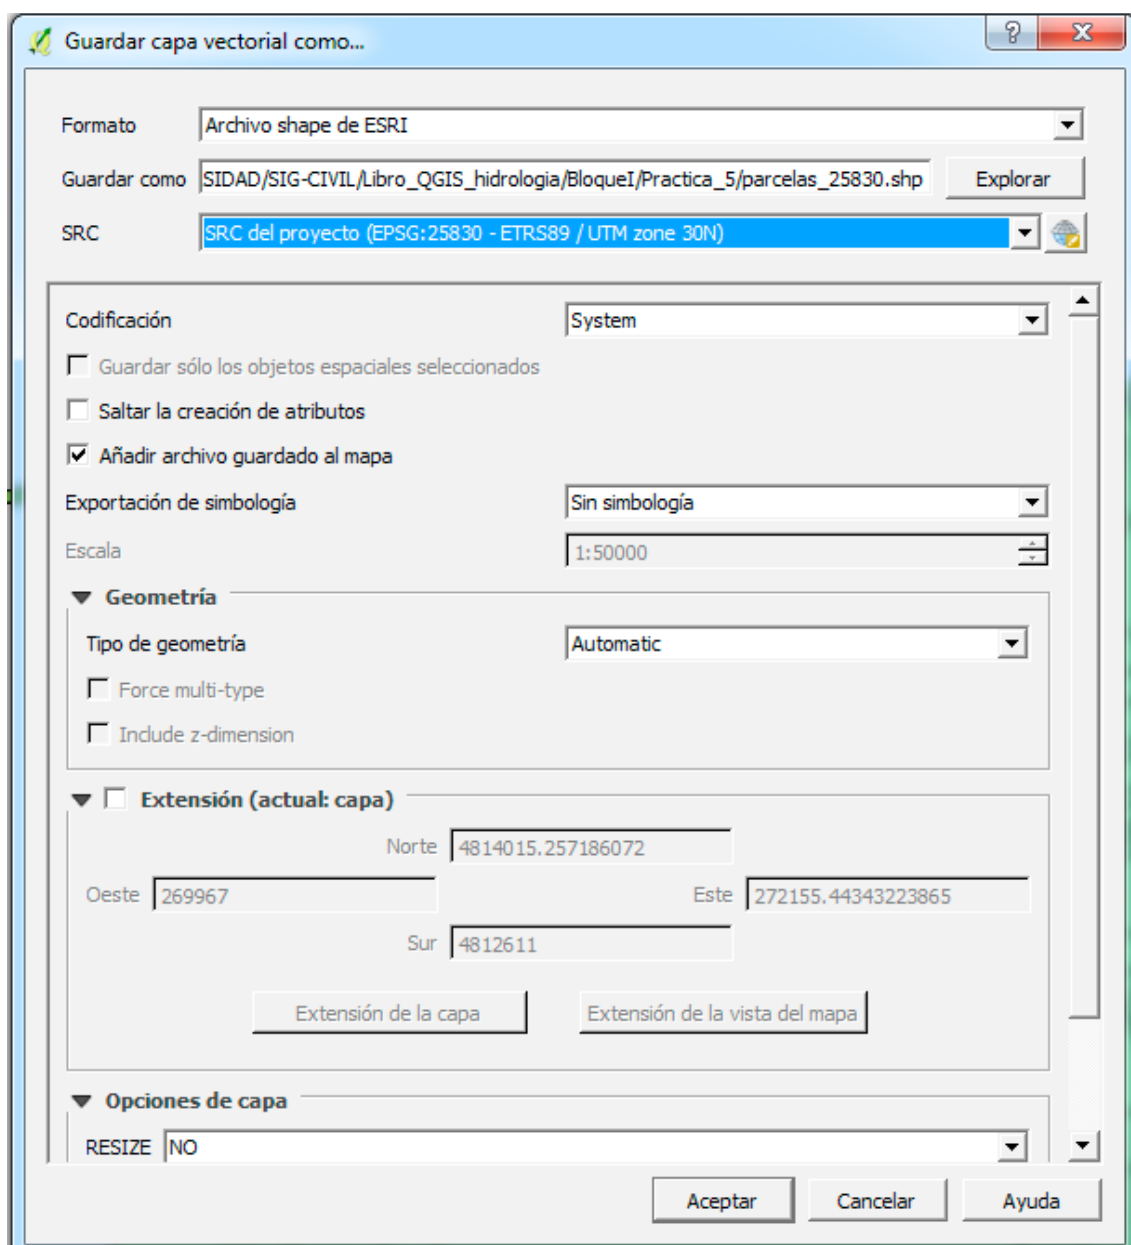 Guardar capa vectorial como...
Formato Archivo shape de ESRI
Guardar como SIDAD/SIG-CIVIL/Libro_QGIS_hidrologia/BloqueI/Practica_5/parcelas_25830.shp Explorar
SRC SRC del proyecto (EPSG:25830 - ETRS89 / UTM zone 30N)
Codificación System
Guardar sólo los objetos espaciales seleccionados
Saltar la creación de atributos
Añadir archivo guardado al mapa
Exportación de simbología Sin simbología
Escala 1:50000
Geometría
Tipo de geometría Automatic
Force multi-type
Include z-dimension
Extensión (actual: capa)
Norte 4814015.257186072
Oeste 269967 Este 272155.44343223865
Sur 4812611
Extensión de la capa Extensión de la vista del mapa
Opciones de capa
RESIZE NO
Aceptar Cancelar Ayuda